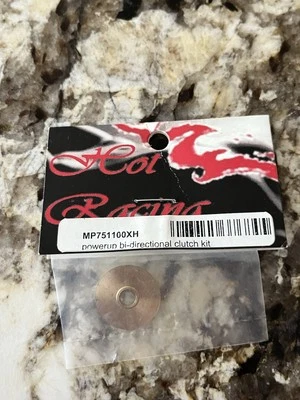 Hot
Racing
MP751100XH
powerup bi-directional clutch kit